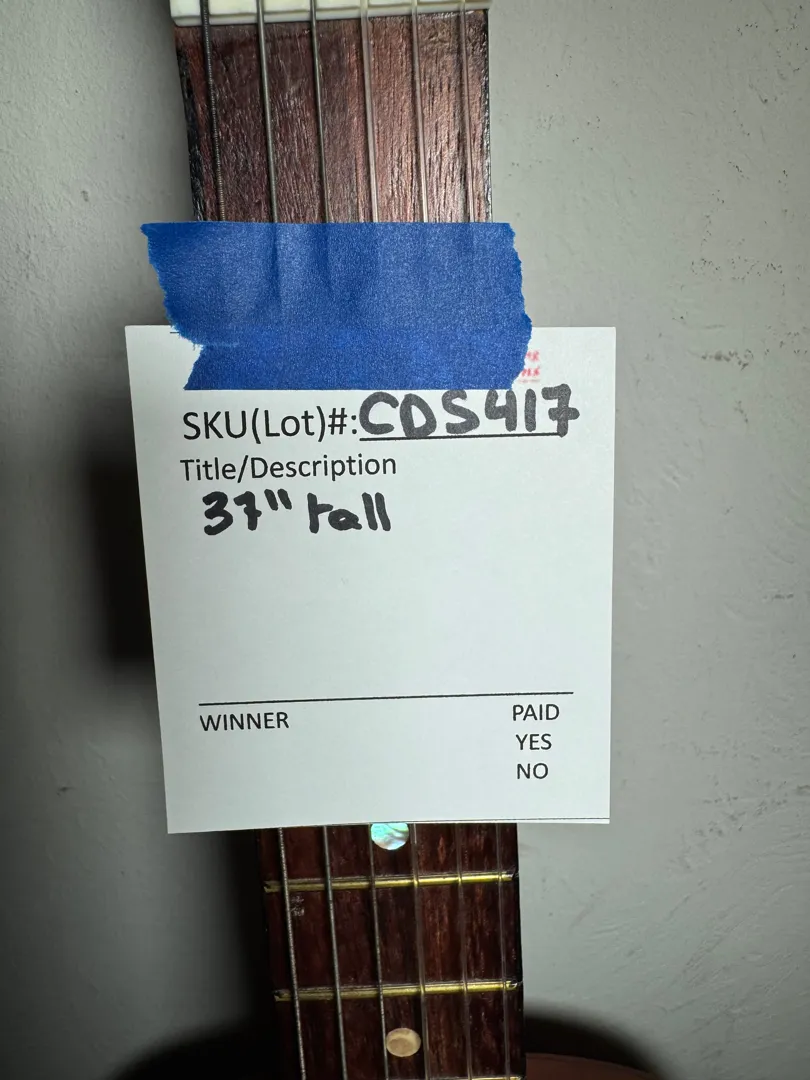 SKU(Lot)#:CDS417
Title/Description
37" tall
WINNER
PAID
YES
NO